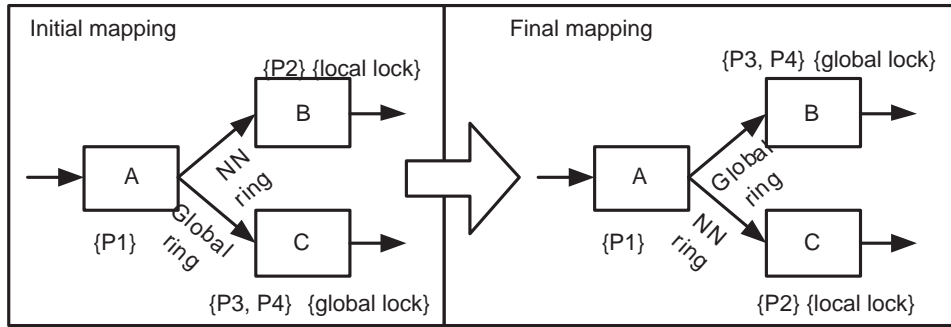 Initial mapping
{P2} {local lock}
B
A
NN
ring
Global
ring
{P1}
C
{P3, P4} {global lock}
Final mapping
{P3, P4} {global lock}
B
A
Global
ring
NN
ring
{P1}
C
{P2} {local lock}